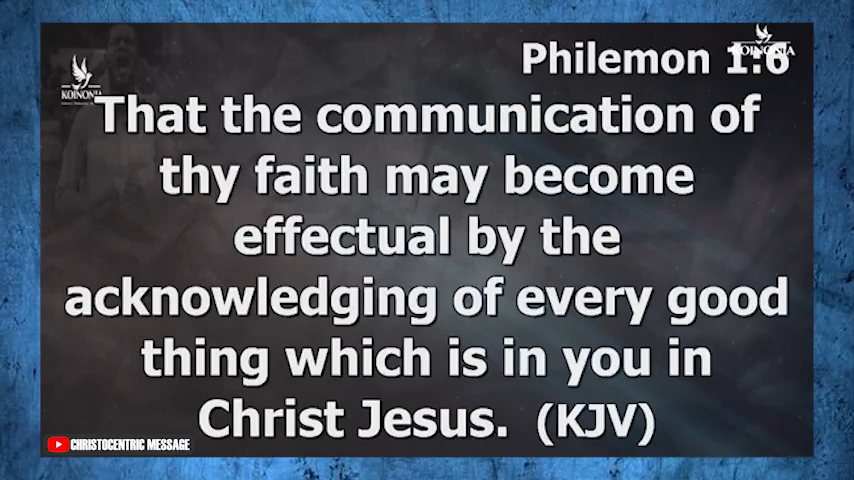 KOINONIA
Philemon 1:6
KOINONIA
That the communication of
thy faith may become
effectual by the
acknowledging of every good
thing which is in you in
Christ Jesus. (KJV)
CHRISTOCENTRIC MESSAGE